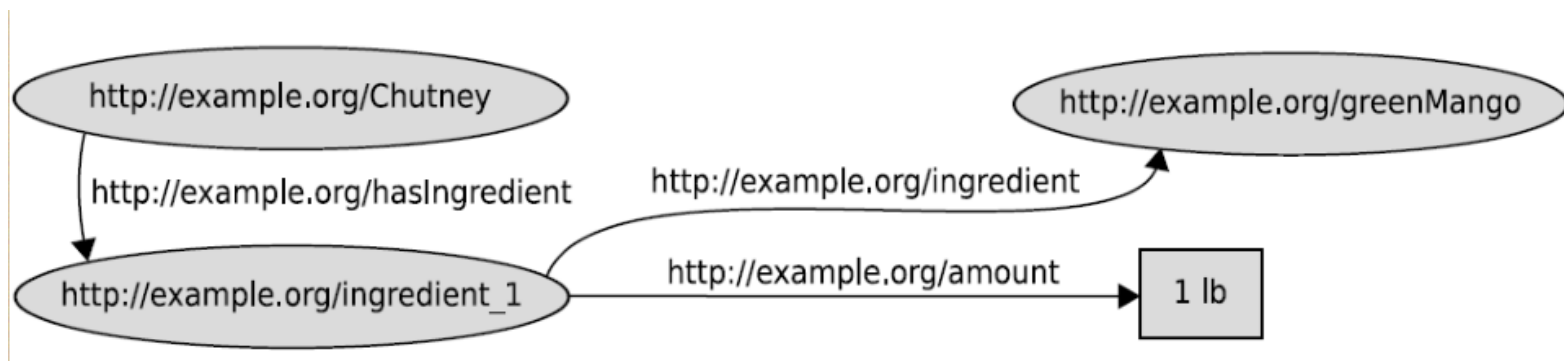 http://example.org/Chutney
http://example.org/greenMango
http://example.org/hasIngredient
http://example.org/ingredient
http://example.org/amount
http://example.org/ingredient_1
1 lb